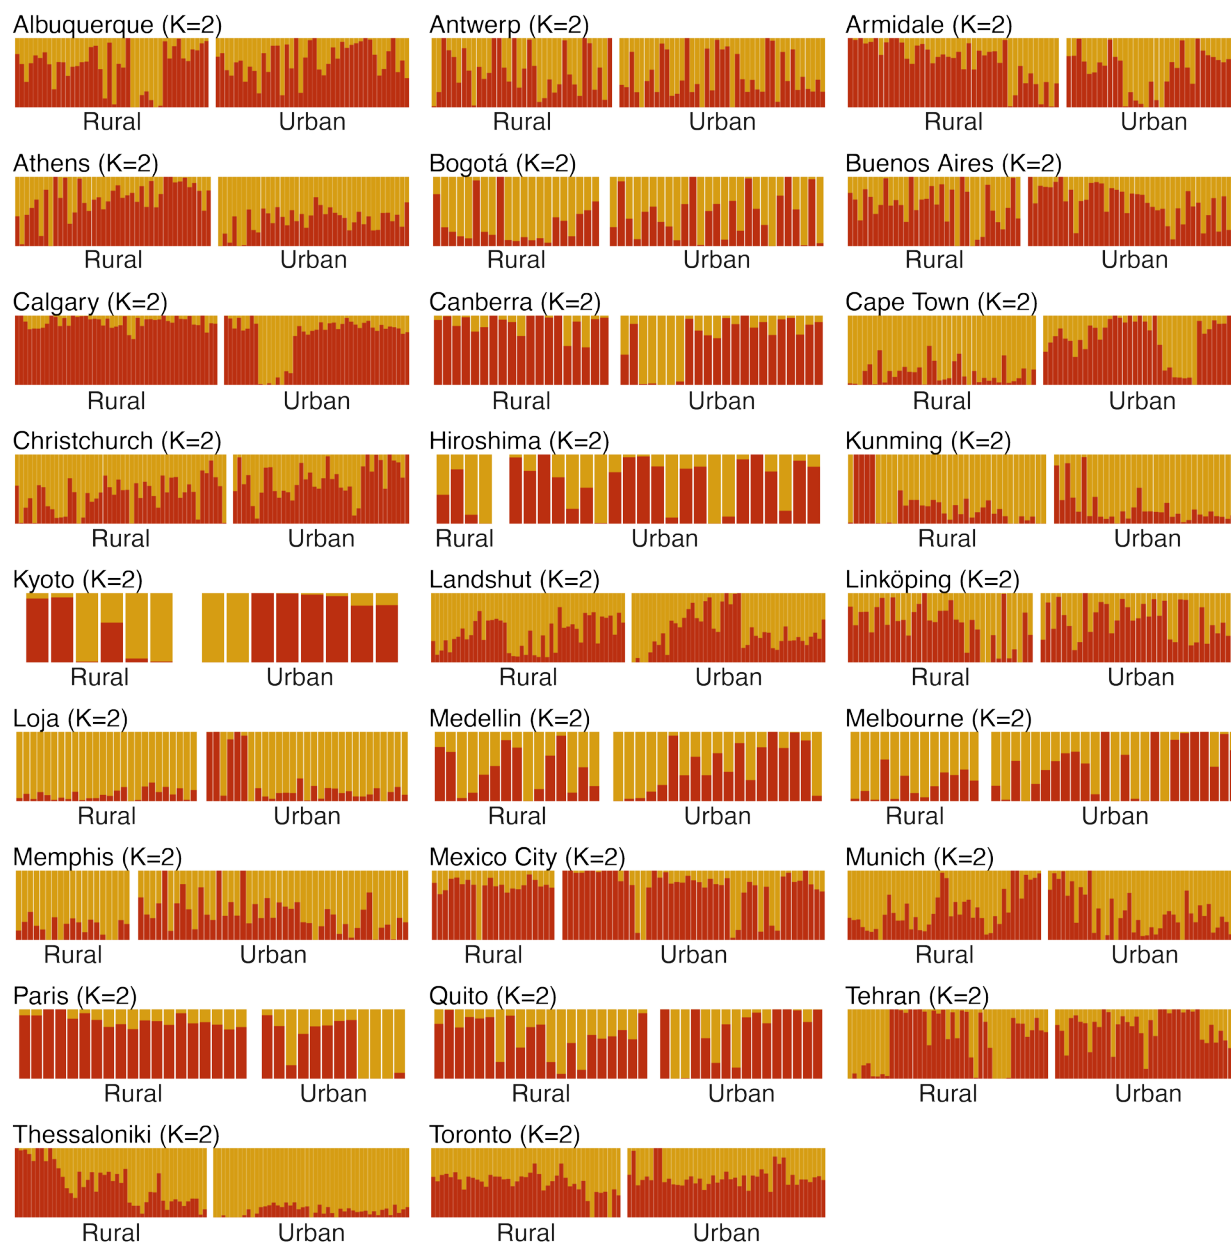 Albuquerque (K=2) Antwerp (K=2) Armidale (K=2)
Rural Urban Rural Urban Rural Urban
Athens (K=2) Bogotá (K=2) Buenos Aires (K=2)
Rural Urban Rural Urban Rural Urban
Calgary (K=2) Canberra (K=2) Cape Town (K=2)
Rural Urban Rural Urban Rural Urban
Christchurch (K=2) Hiroshima (K=2) Kunming (K=2)
Rural Urban Rural Urban Rural Urban
Kyoto (K=2) Landshut (K=2) Linköping (K=2)
Rural Urban Rural Urban Rural Urban
Loja (K=2) Medellin (K=2) Melbourne (K=2)
Rural Urban Rural Urban Rural Urban
Memphis (K=2) Mexico City (K=2) Munich (K=2)
Rural Urban Rural Urban Rural Urban
Paris (K=2) Quito (K=2) Tehran (K=2)
Rural Urban Rural Urban Rural Urban
Thessaloniki (K=2) Toronto (K=2)
Rural Urban Rural Urban